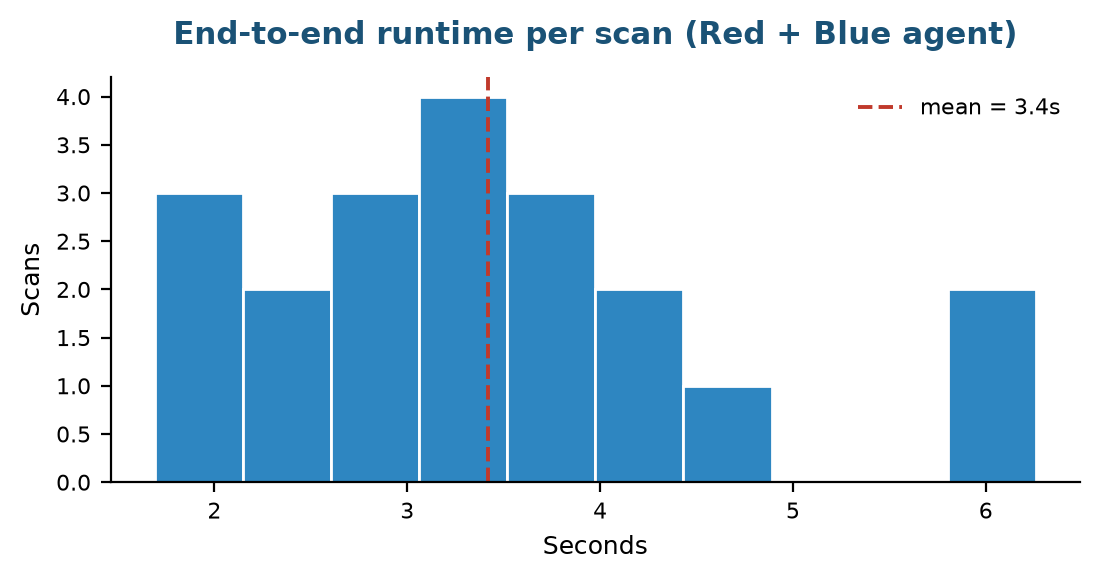 End-to-end runtime per scan (Red + Blue agent)
mean = 3.4s
4.0
3.5
3.0
2.5
2.0
1.5
1.0
0.5
0.0
Scans
2 3 4 5 6
Seconds